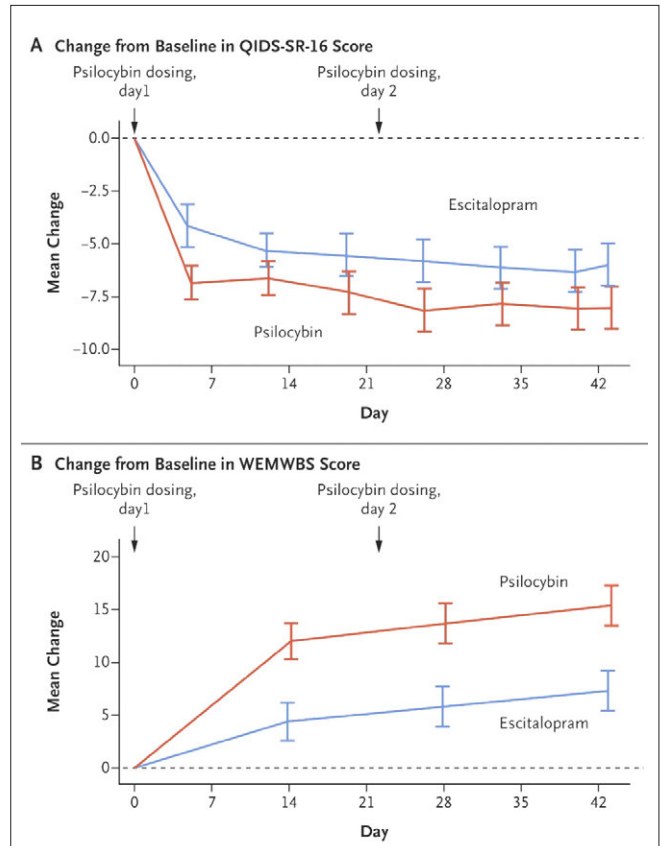 A Change from Baseline in QIDS-SR-16 Score
Psilocybin dosing,
day1
Psilocybin dosing,
day 2
0.0
−2.5
−5.0
−7.5
−10.0
Mean Change
Escitalopram
Psilocybin
0 7 14 21 28 35 42
Day
B Change from Baseline in WEMWBS Score
Psilocybin dosing,
day1
Psilocybin dosing,
day 2
20
15
10
5
0
Mean Change
Psilocybin
Escitalopram
0 7 14 21 28 35 42
Day